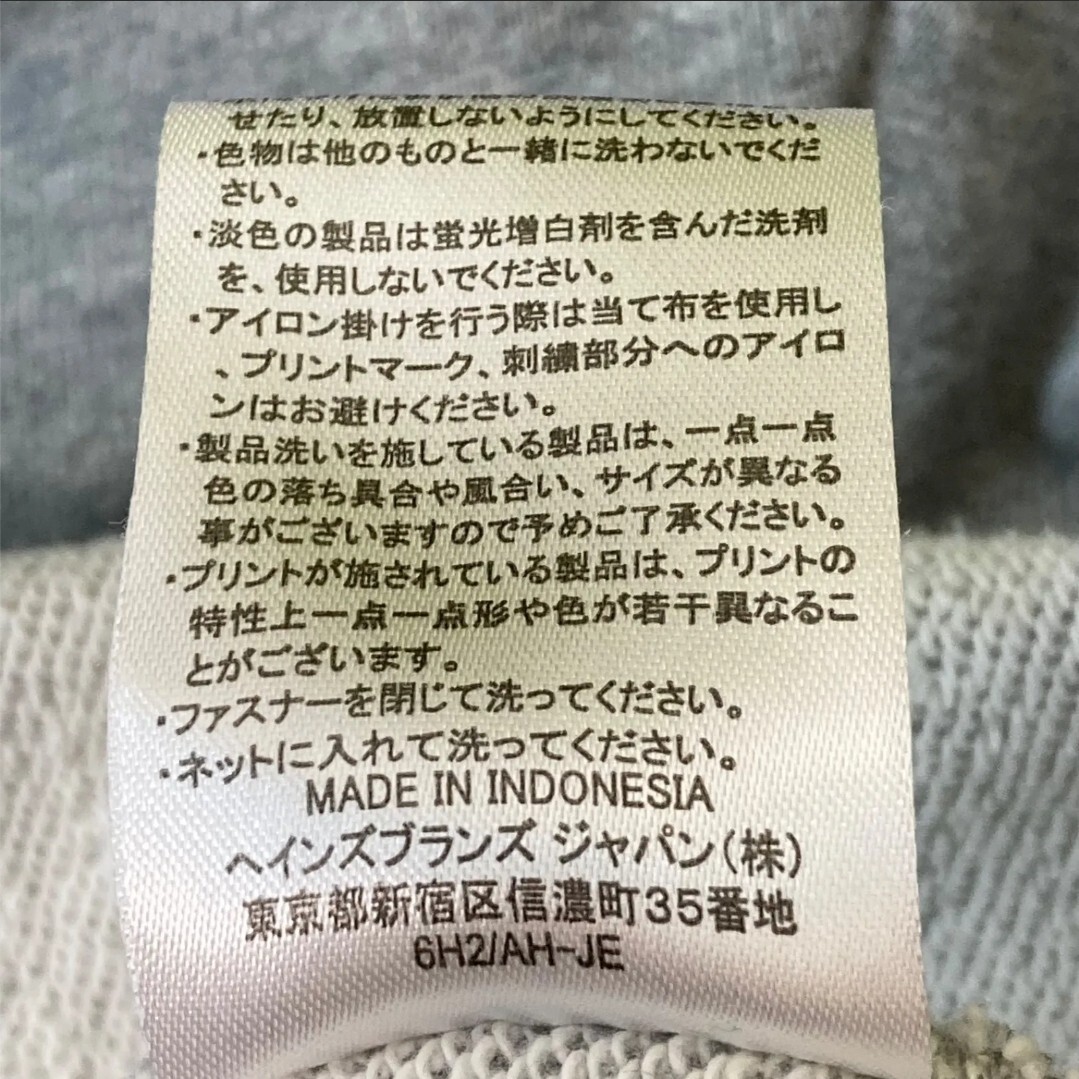 せたり、放置しないようにしてください。
・色物は他のものと一緒に洗わないでくだ
さい。
・淡色の製品は蛍光増白剤を含んだ洗剤
を、使用しないでください。
・アイロン掛けを行う際は当て布を使用し
、プリントマーク、刺繍部分へのアイロ
ンはお避けください。
・製品洗いを施している製品は、一点一点
色の落ち具合や風合い、サイズが異なる
事がございますので予めご了承ください。
・プリントが施されている製品は、プリントの
特性上一点一点形や色が若干異なるこ
とがございます。
・ファスナーを閉じて洗ってください。
・ネットに入れて洗ってください。
MADE IN INDONESIA
ヘインズブランズ ジャパン(株)
東京都新宿区信濃町35番地
6H2/AH-JE